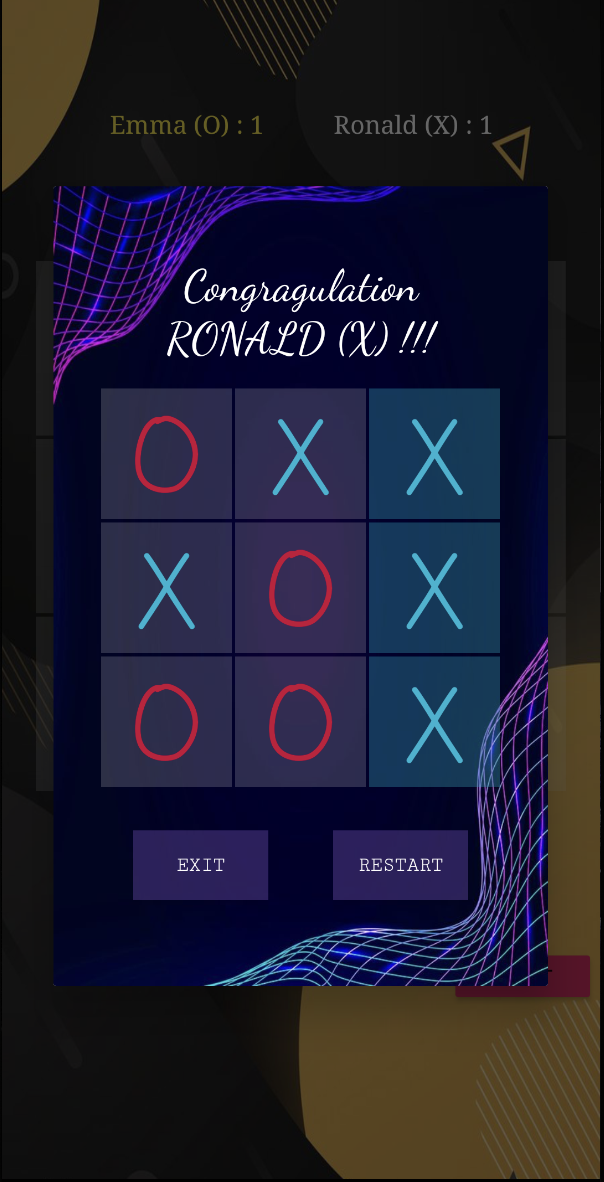 Emma (O) : 1 Ronald (X) : 1
Congragulation
RONALD (X) !!!
O X X
X O X
O O X
EXIT RESTART